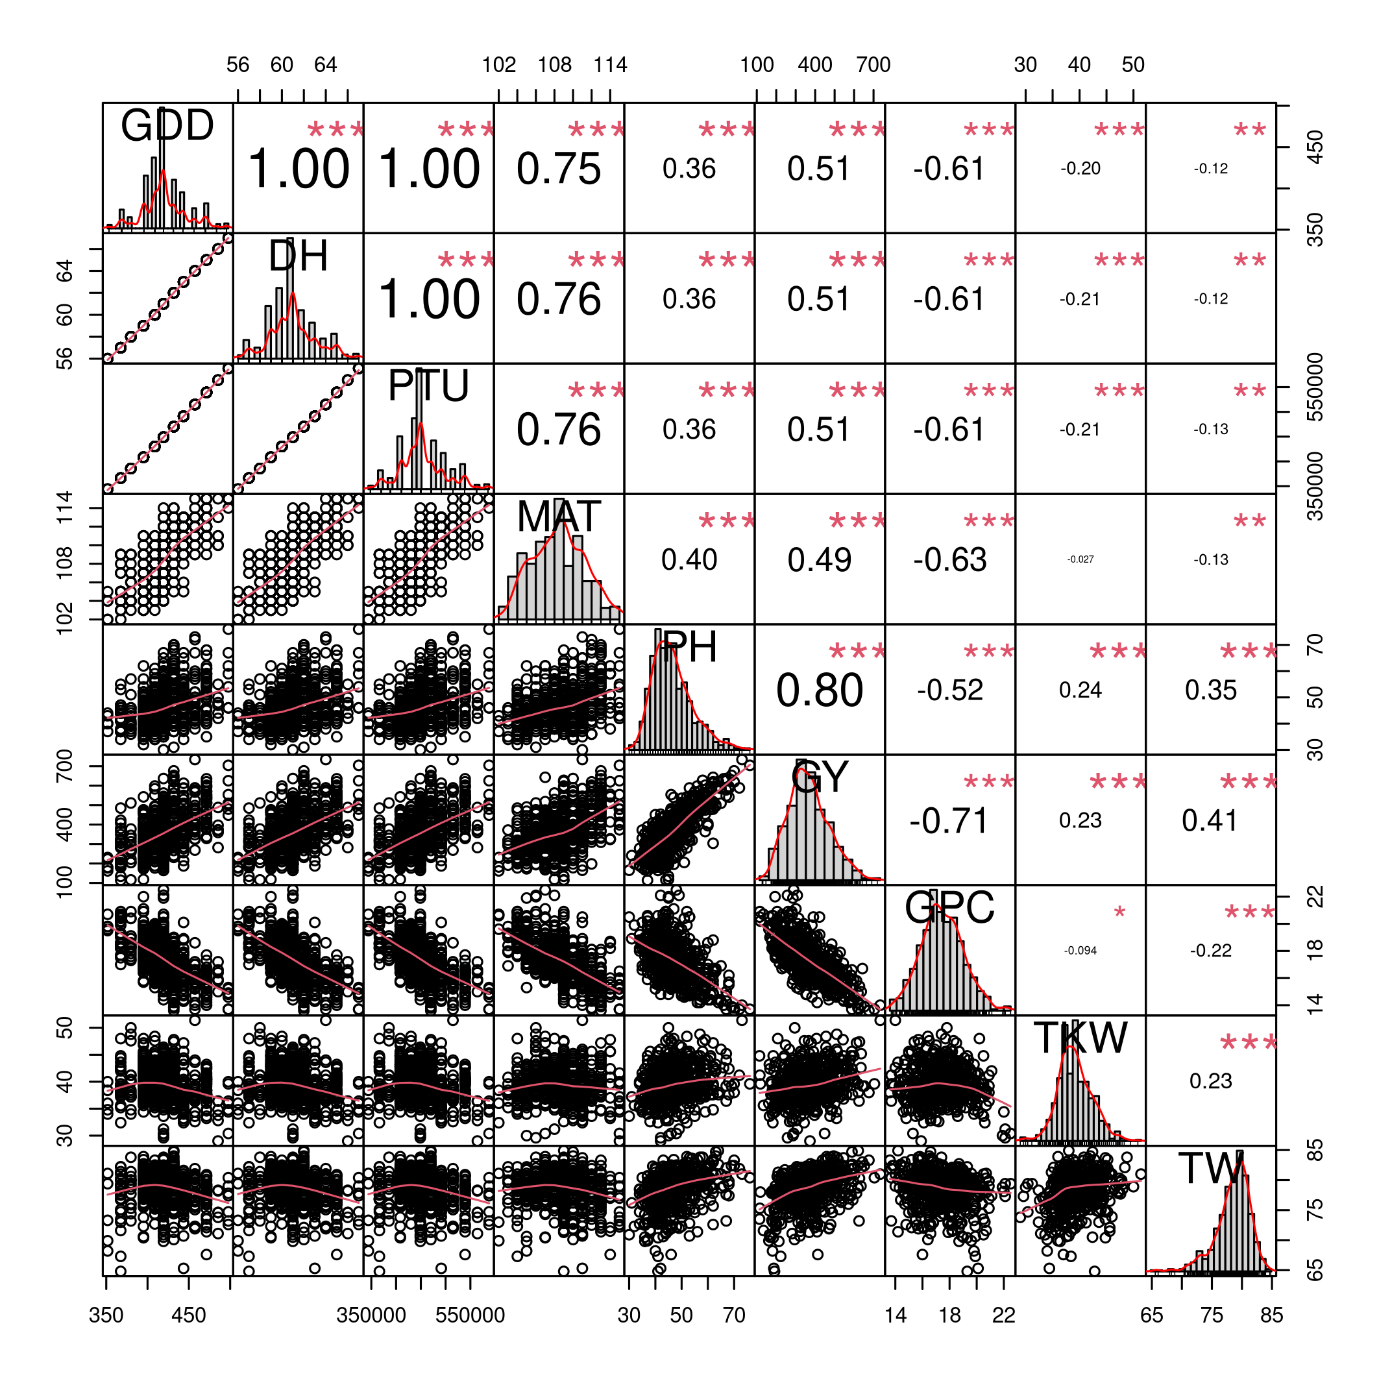 56 60 64 102 108 114 100 400 700 30 40 50
GDD *** *** *** *** *** *** *** **
1.00 1.00 0.75 0.36 0.51 -0.61 -0.20 -0.12
350 450
DH *** *** *** *** *** *** **
1.00 0.76 0.36 0.51 -0.61 -0.21 -0.12
56 60 64
PTU *** *** *** *** *** **
0.76 0.36 0.51 -0.61 -0.21 -0.13
350000 550000
MAT *** *** *** **
0.40 0.49 -0.63 -0.027 -0.13
102 108 114
PH *** *** *** ***
0.80 -0.52 0.24 0.35
30 50 70
GY *** *** ***
-0.71 0.23 0.41
100 400 700
GPC * ***
-0.094 -0.22
14 18 22
TKW ***
0.23
30 40 50
TW
65 75 85
350 450 350000 550000 30 50 70 14 18 22 65 75 85